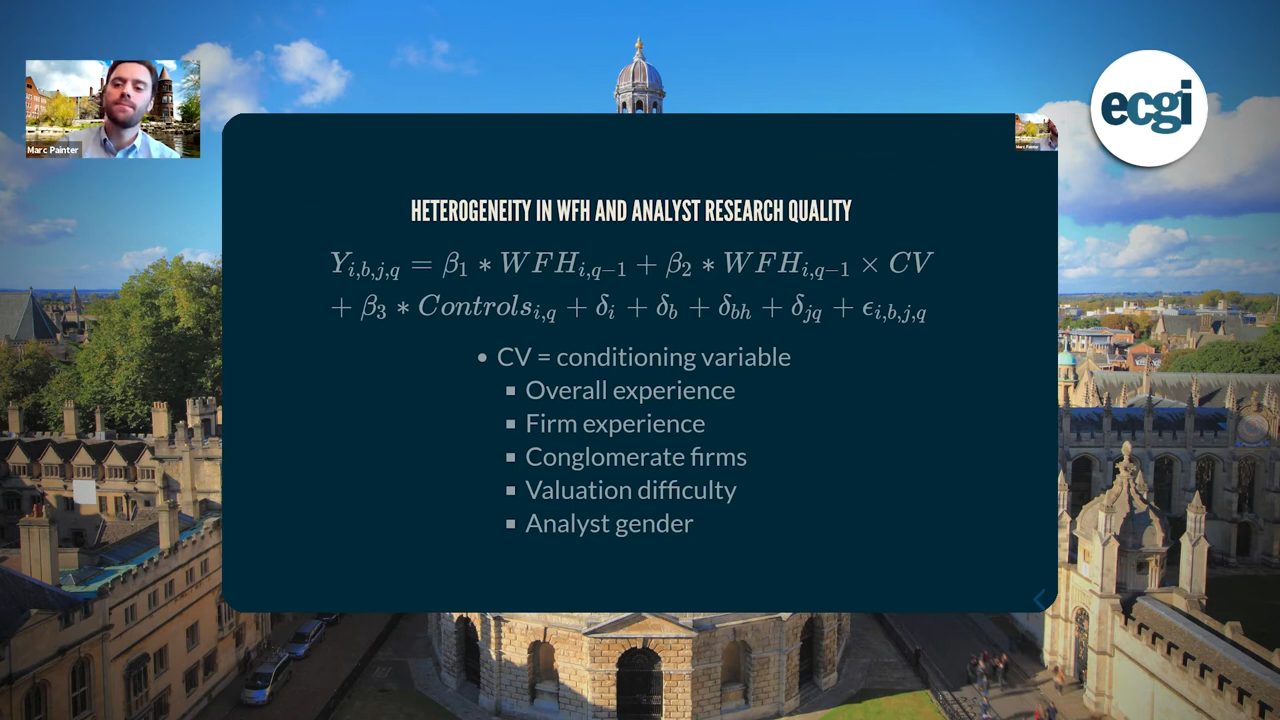 Marc Painter
ecgi
Marc Painter
HETEROGENEITY IN WFH AND ANALYST RESEARCH QUALITY
Y_{i,b,j,q} = β_1 * WFH_{i,q−1} + β_2 * WFH_{i,q−1} × CV
+ β_3 * Controls_{i,q} + δ_i + δ_b + δ_{bh} + δ_{jq} + ϵ_{i,b,j,q}
• CV = conditioning variable
▪ Overall experience
▪ Firm experience
▪ Conglomerate firms
▪ Valuation difficulty
▪ Analyst gender